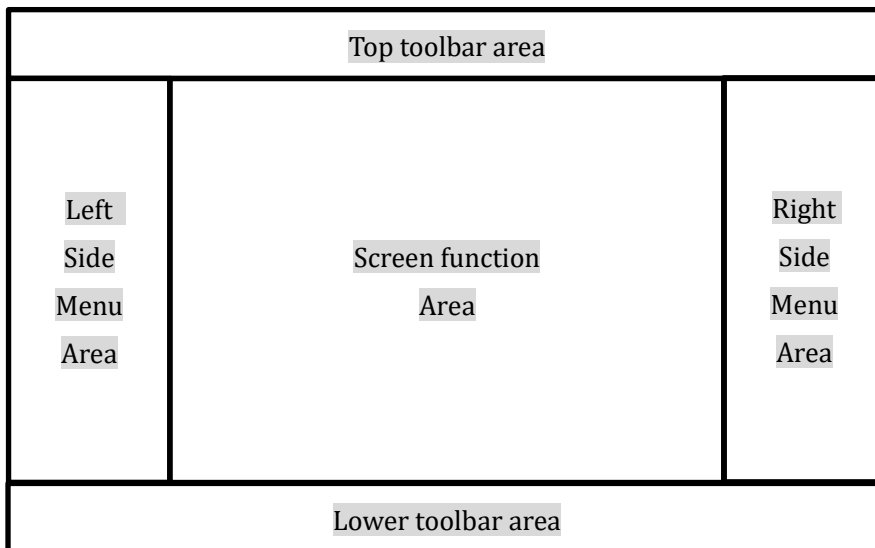 Top toolbar area
Left
Side
Menu
Area
Screen function
Area
Right
Side
Menu
Area
Lower toolbar area